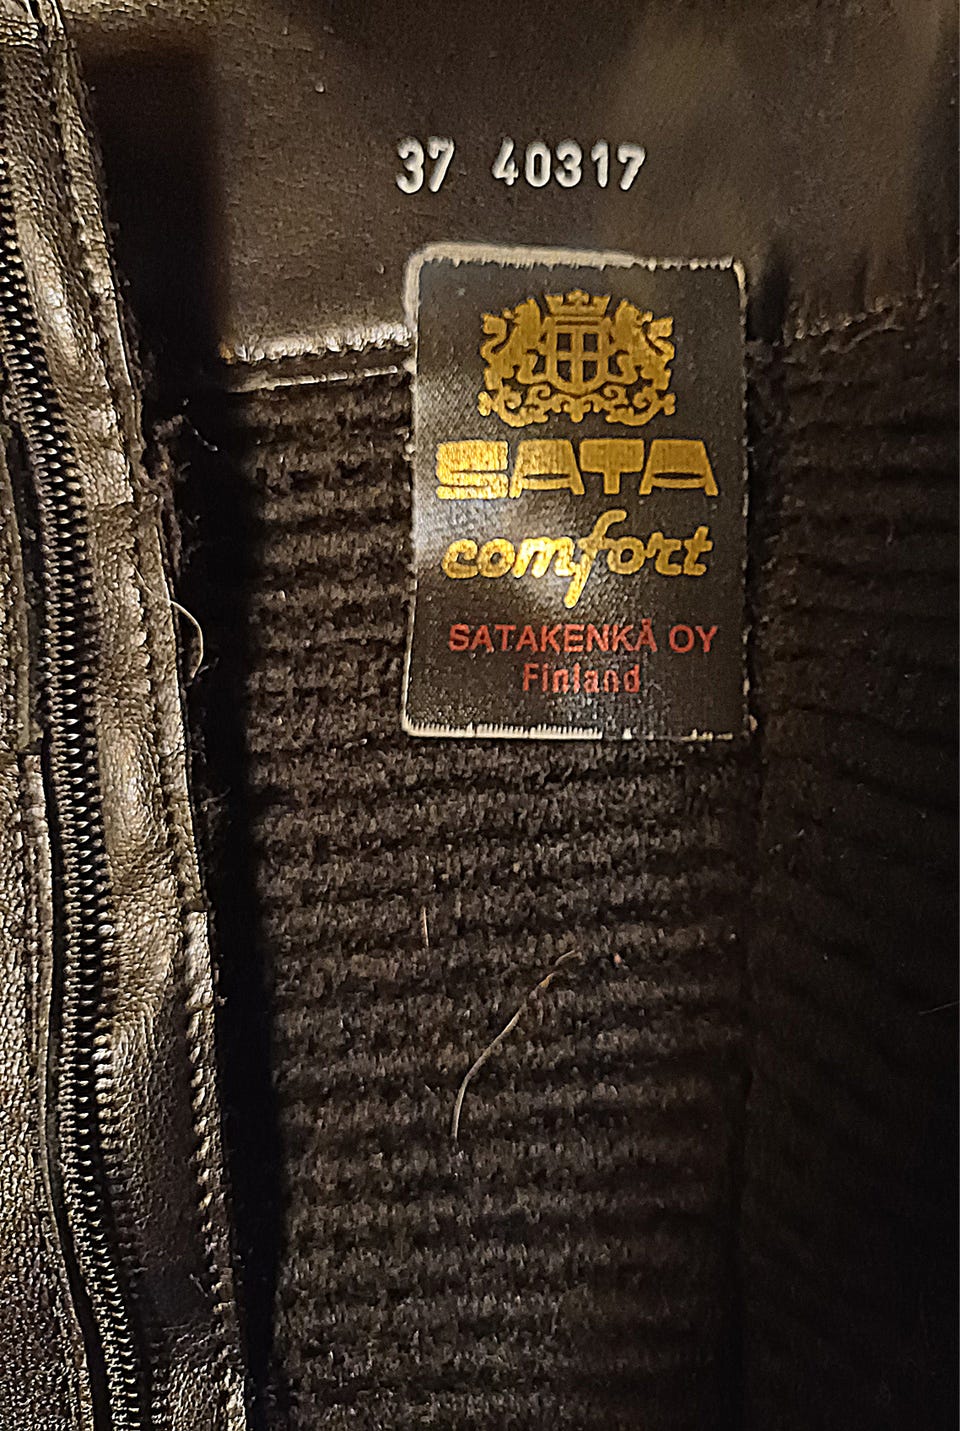 37 40317
SATA
comfort
SATAKENKÄ OY
Finland